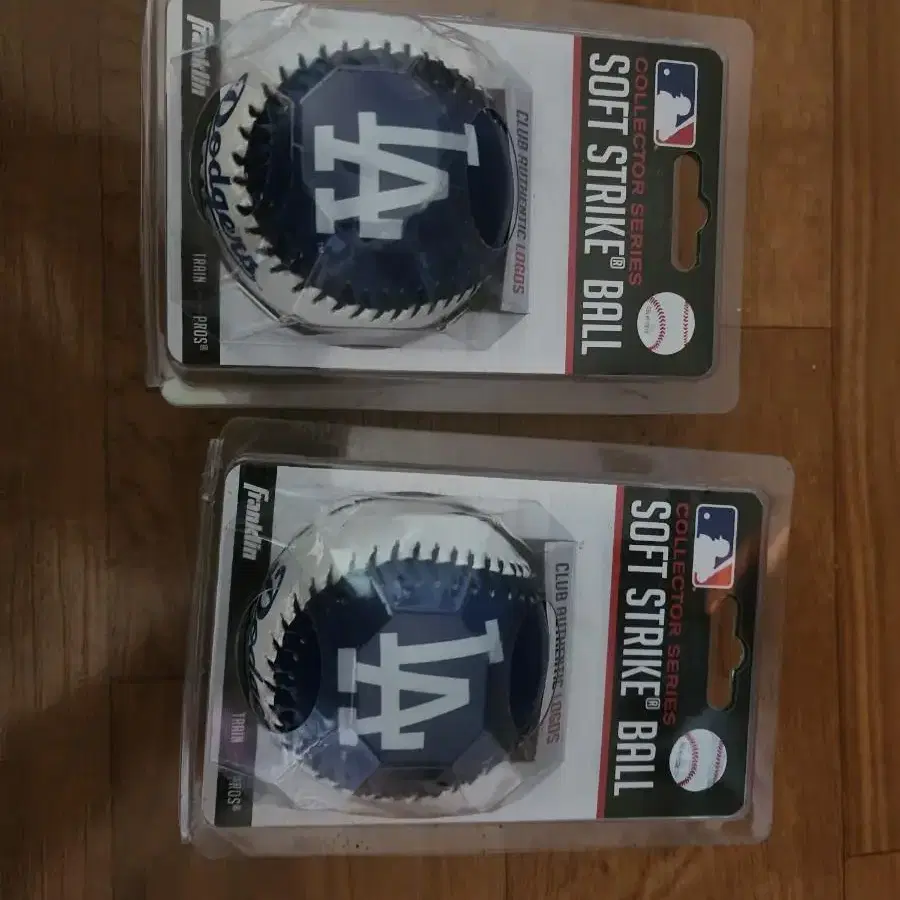 COLLECTOR SERIES
SOFT STRIKE® BALL
CLUB AUTHENTIC LOGOS
LA
Dodgers
Franklin
TRAIN
PROS®
COLLECTOR SERIES
SOFT STRIKE® BALL
CLUB AUTHENTIC LOGOS
LA
Franklin
TRAIN
PROS®